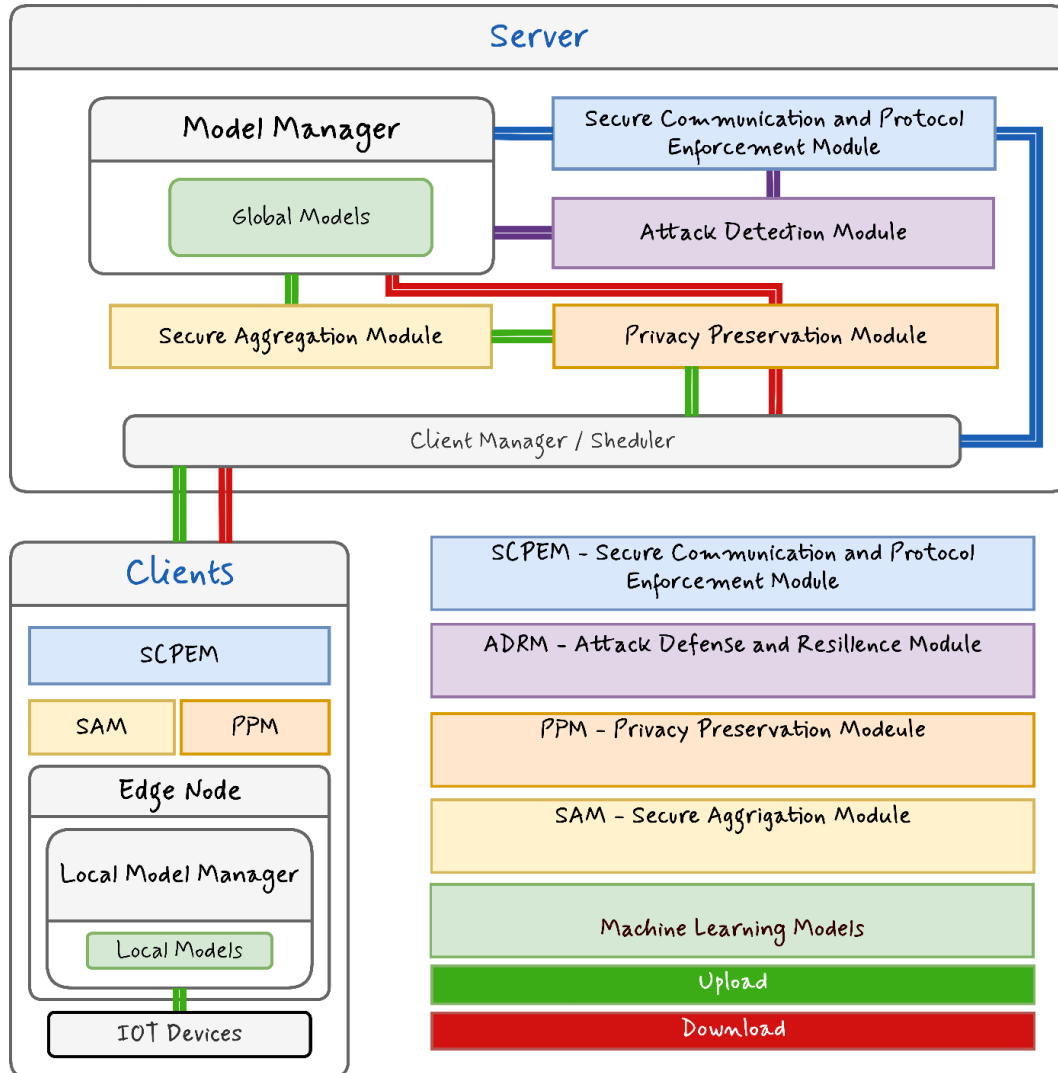 Server
Model Manager
Global Models
Secure Communication and Protocol
Enforcement Module
Attack Detection Module
Secure Aggregation Module
Privacy Preservation Module
Client Manager / Sheduler
Clients
SCPEM
SAM
PPM
Edge Node
Local Model Manager
Local Models
IOT Devices
SCPEM - Secure Communication and Protocol
Enforcement Module
ADRM - Attack Defense and Resillence Module
PPM - Privacy Preservation Modeule
SAM - Secure Aggrigation Module
Machine Learning Models
Upload
Download